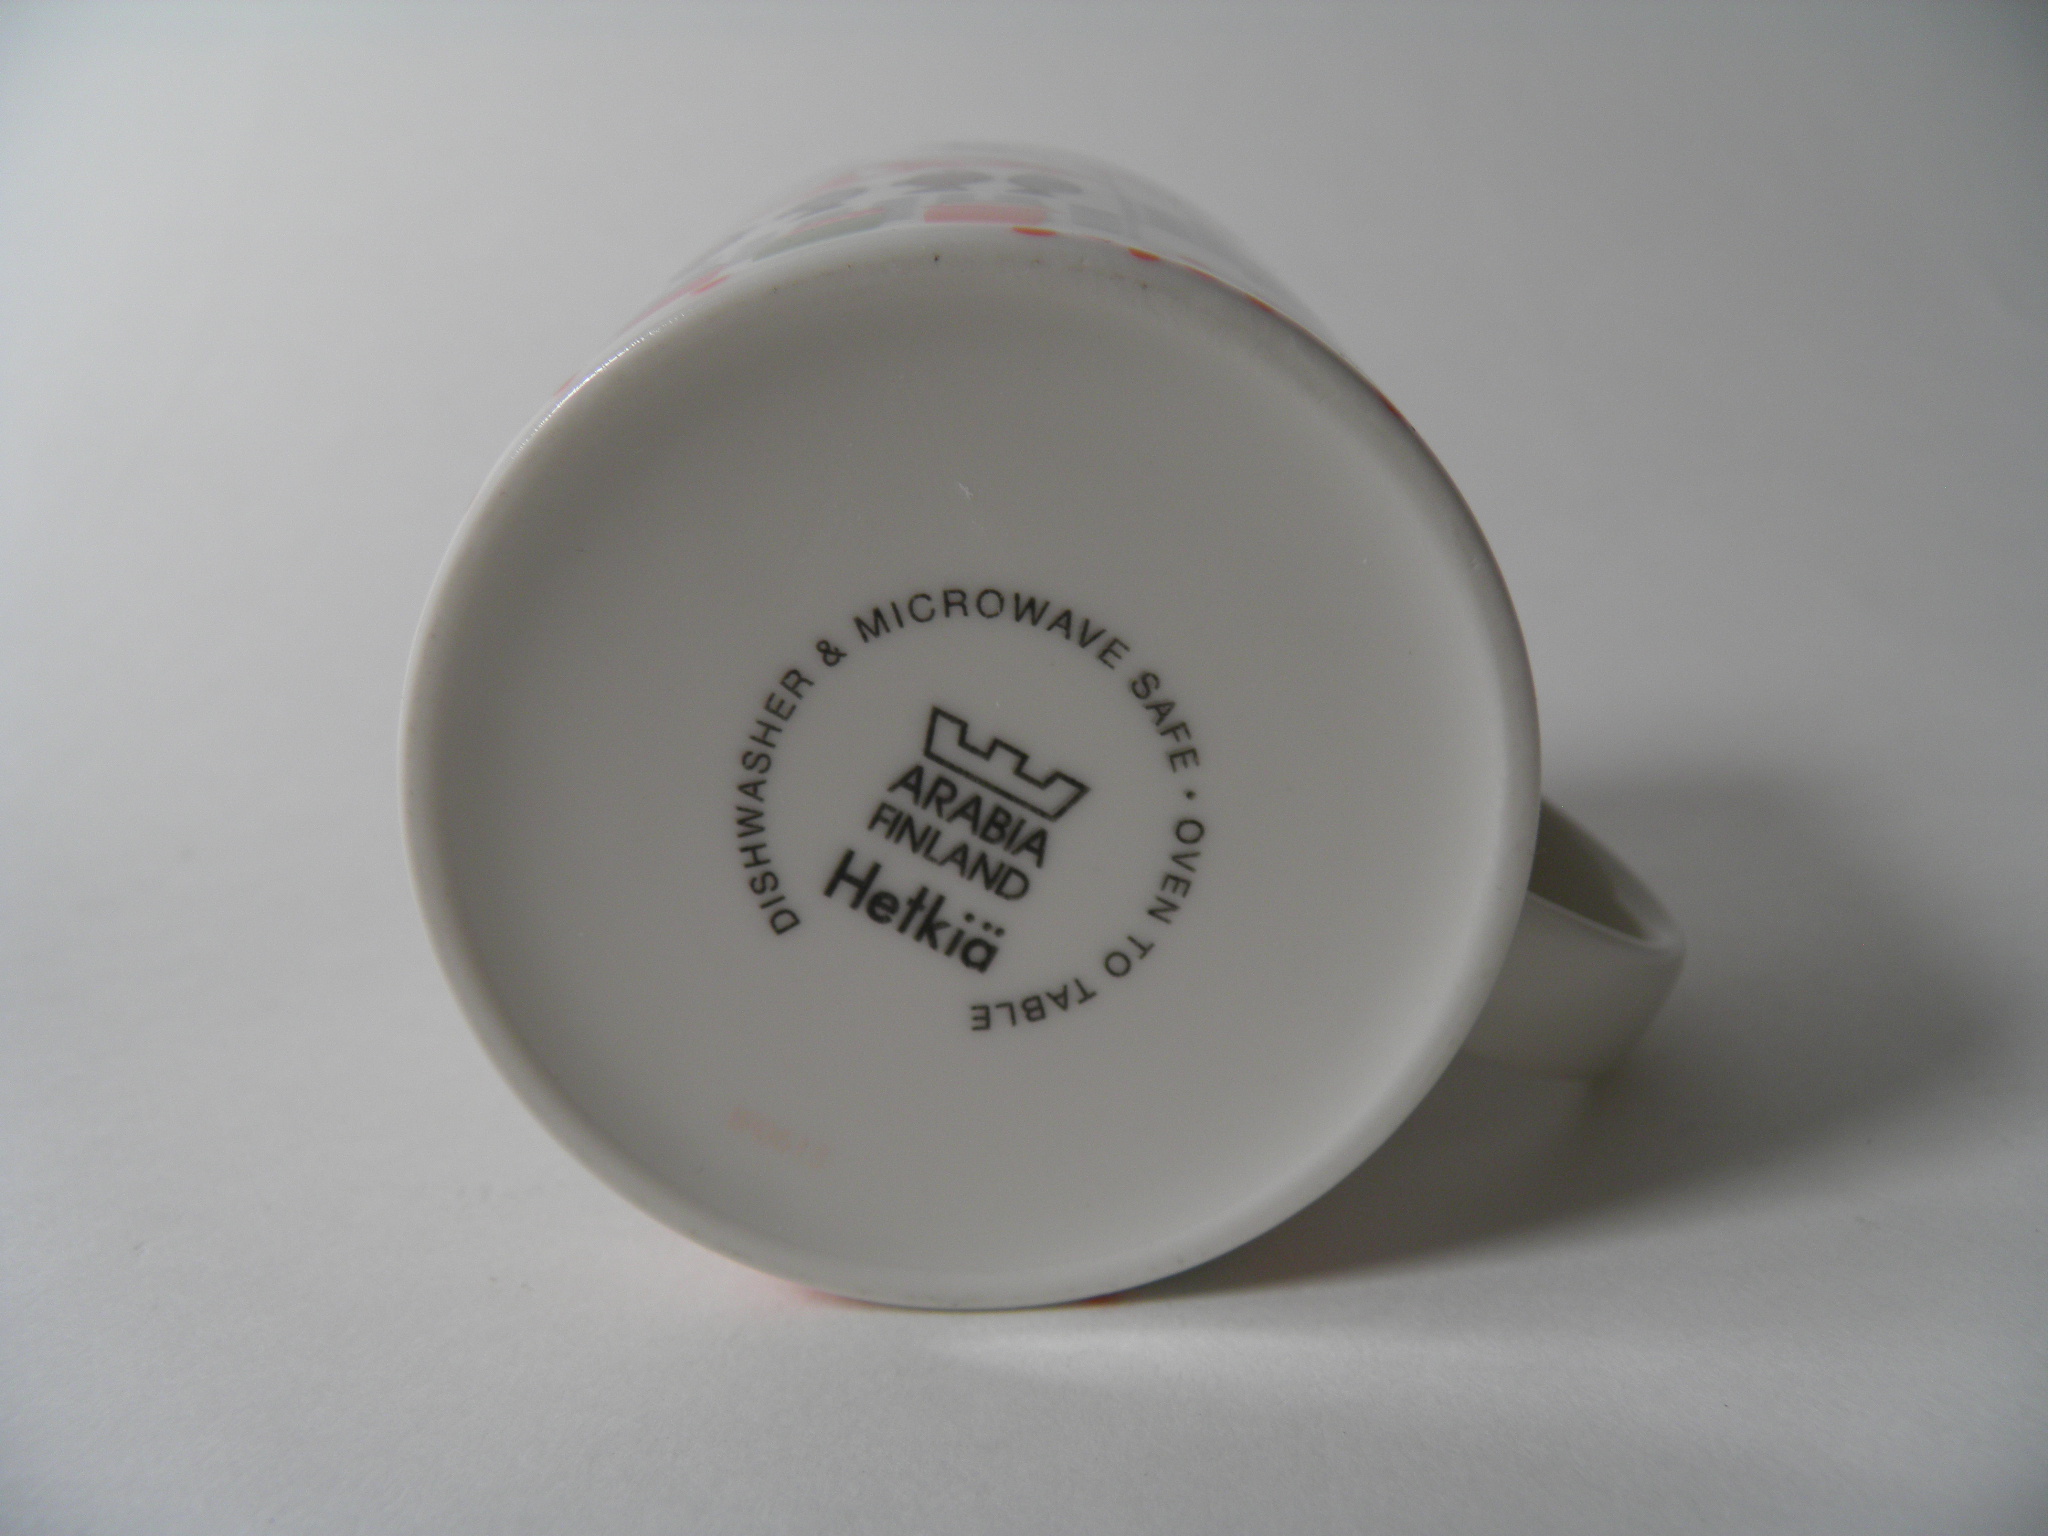 DISHWASHER & MICROWAVE SAFE · OVEN TO TABLE
ARABIA
FINLAND
Hetkiä